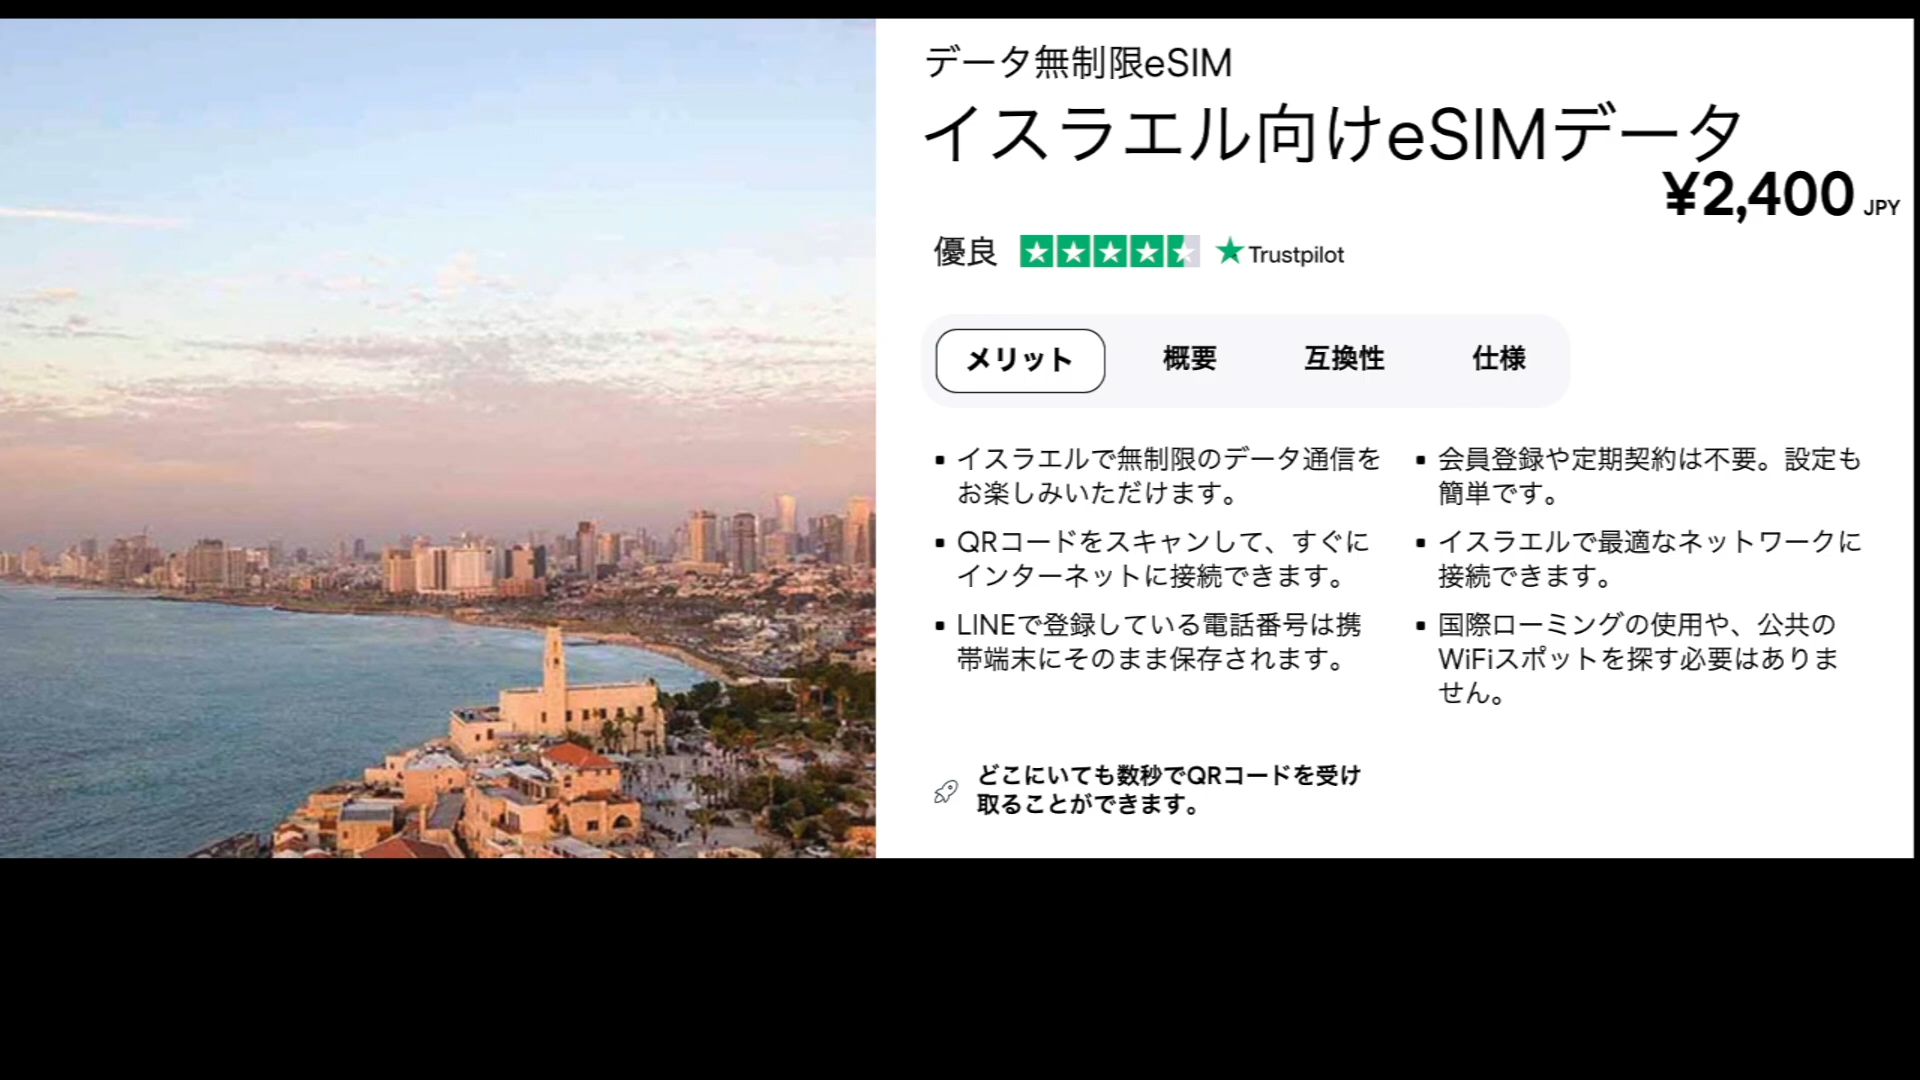 データ無制限eSIM
イスラエル向けeSIMデータ
¥2,400 JPY
優良 Trustpilot
メリット 概要 互換性 仕様
▪ イスラエルで無制限のデータ通信を
お楽しみいただけます。
▪ QRコードをスキャンして、すぐに
インターネットに接続できます。
▪ LINEで登録している電話番号は携
帯端末にそのまま保存されます。
▪ 会員登録や定期契約は不要。設定も
簡単です。
▪ イスラエルで最適なネットワークに
接続できます。
▪ 国際ローミングの使用や、公共の
WiFiスポットを探す必要はありま
せん。
どこにいても数秒でQRコードを受け
取ることができます。